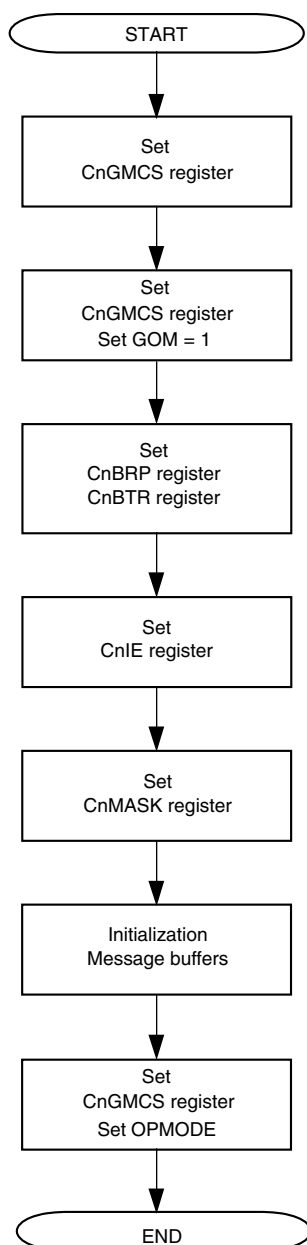 START
Set
CnGMCS register
Set
CnGMCS register
Set GOM = 1
Set
CnBRP register
CnBTR register
Set
CnIE register
Set
CnMASK register
Initialization
Message buffers
Set
CnGMCS register
Set OPMODE
END